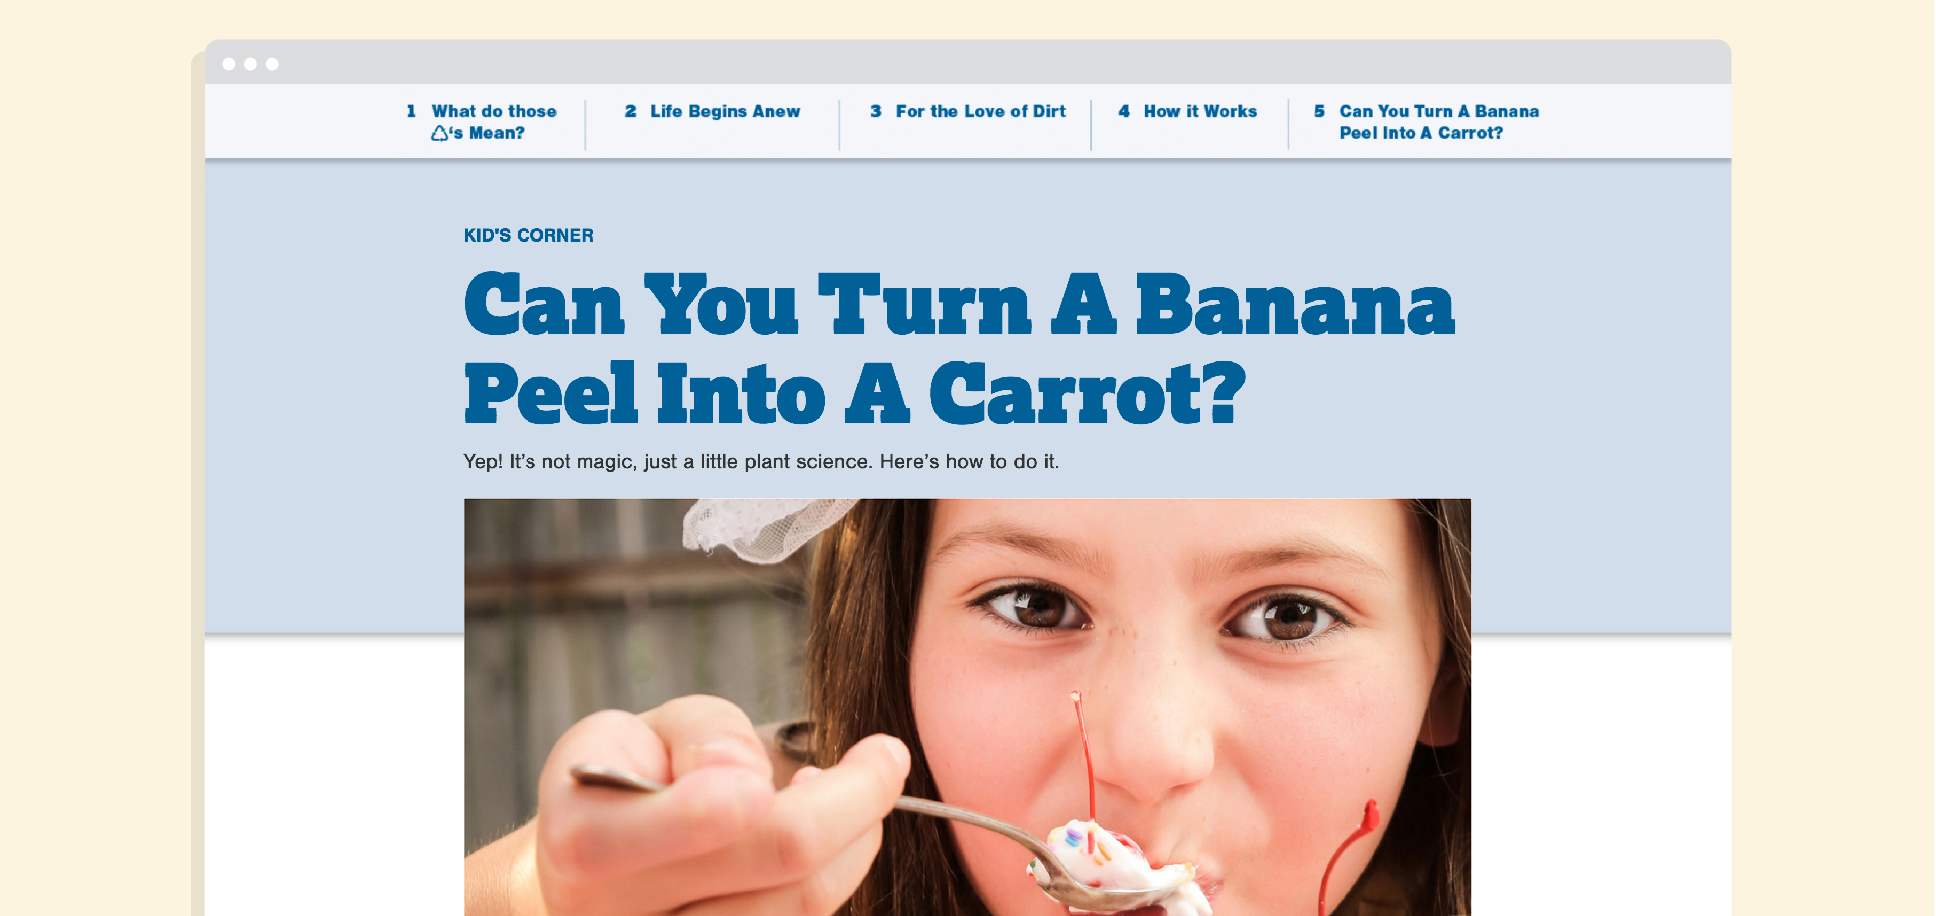 1 What do those
♺‘s Mean?
2 Life Begins Anew
3 For the Love of Dirt
4 How it Works
5 Can You Turn A Banana
Peel Into A Carrot?
KID'S CORNER
Can You Turn A Banana
Peel Into A Carrot?
Yep! It’s not magic, just a little plant science. Here’s how to do it.